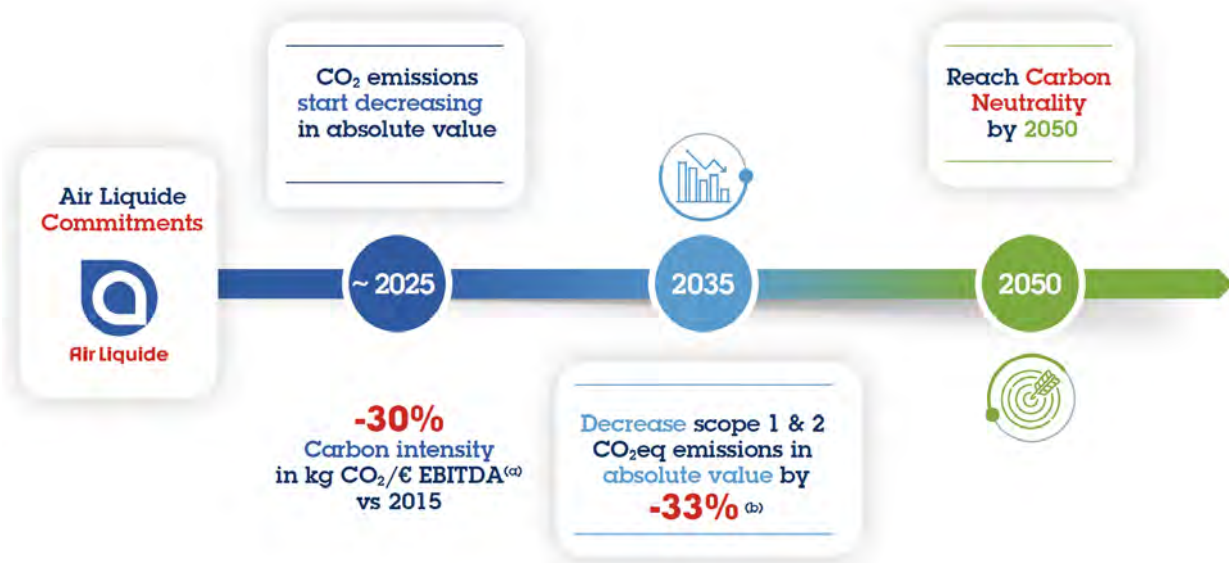 Air Liquide
Commitments
Air Liquide
CO₂ emissions
start decreasing
in absolute value
~ 2025
-30%
Carbon intensity
in kg CO₂/€ EBITDA⁽ᵃ⁾
vs 2015
2035
Decrease scope 1 & 2
CO₂eq emissions in
absolute value by
-33% ⁽ᵇ⁾
Reach Carbon
Neutrality
by 2050
2050